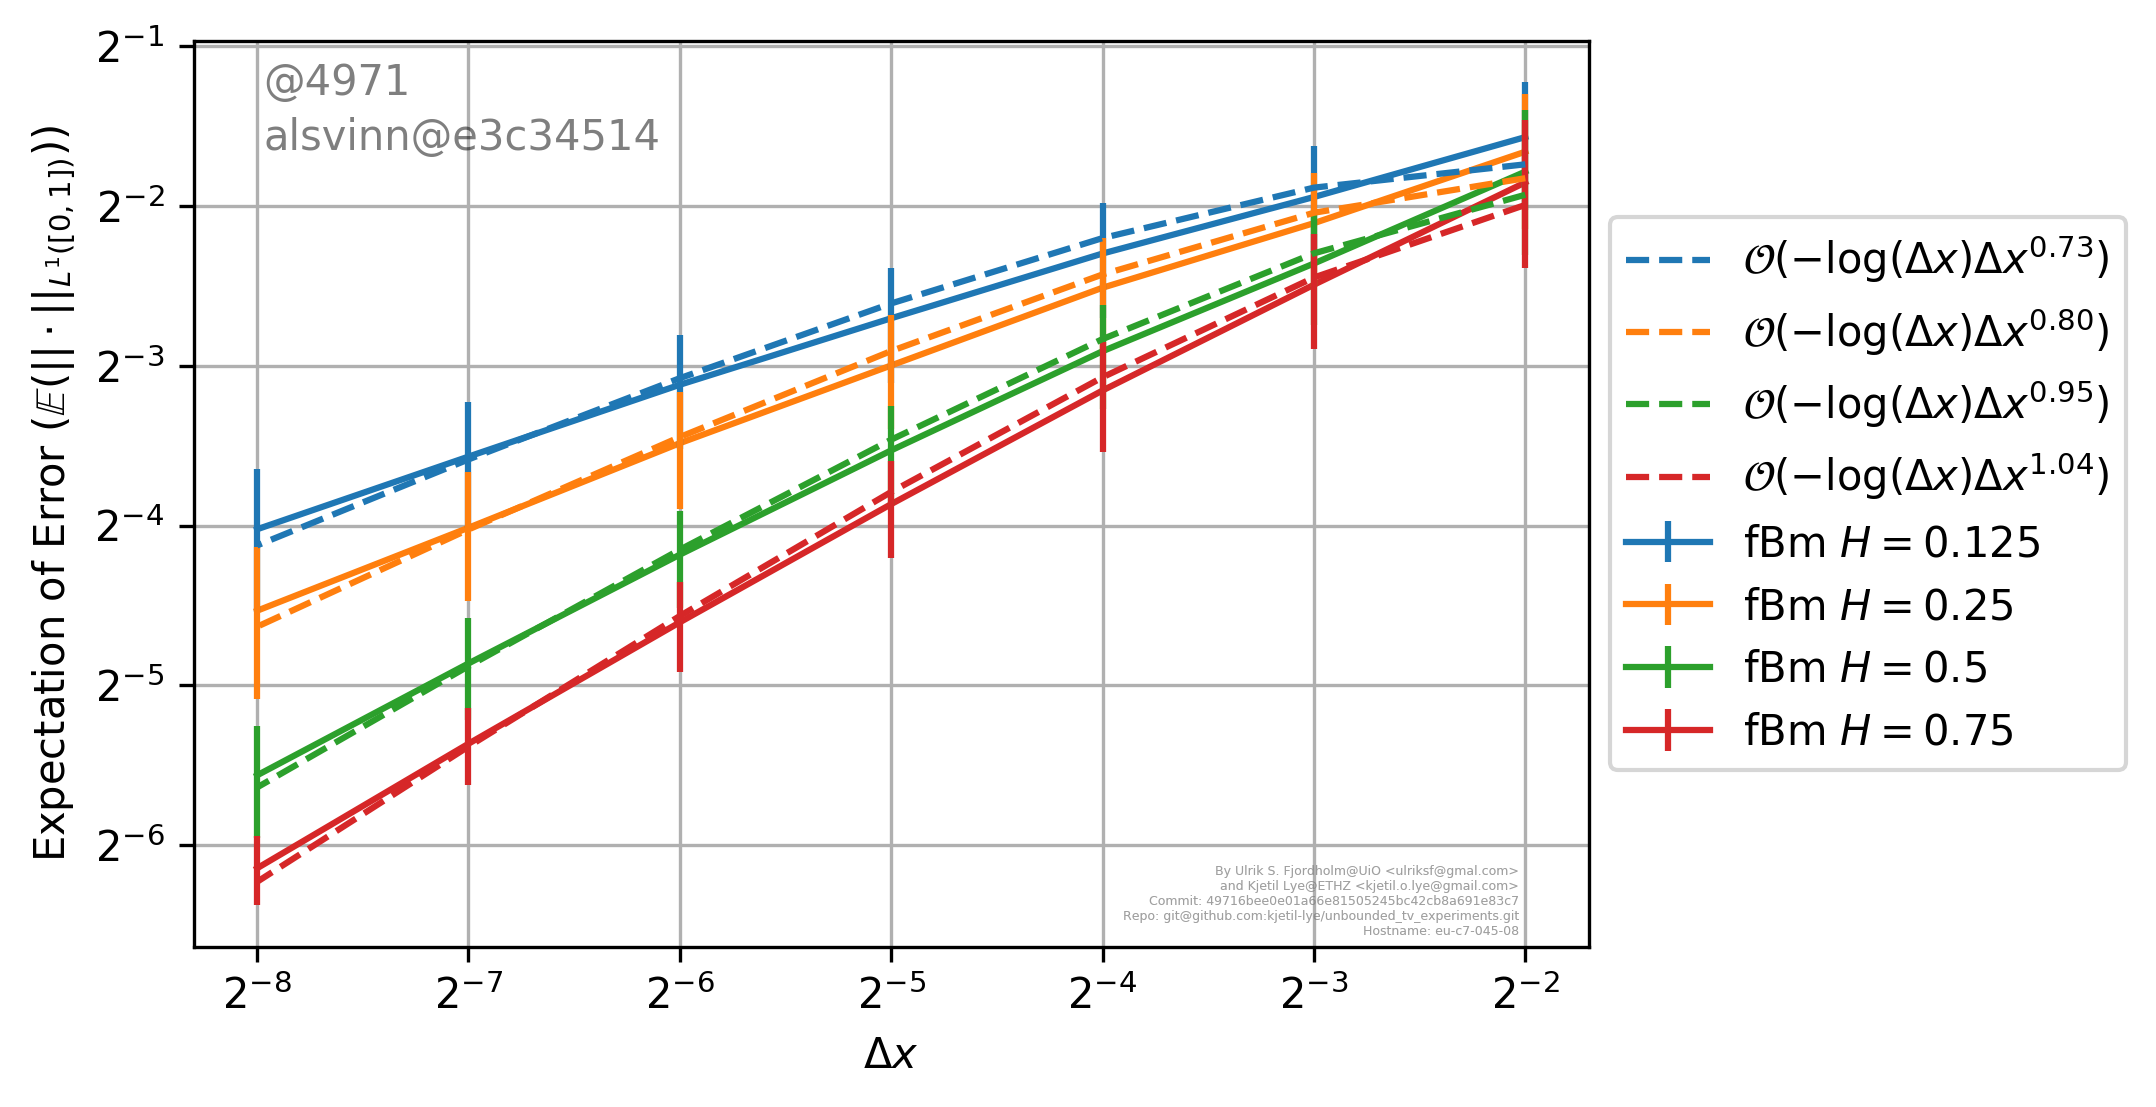 @4971
alsvinn@e3c34514
Expectation of Error (𝔼(||·||_{L^1([0,1])}))
2^{-1}
2^{-2}
2^{-3}
2^{-4}
2^{-5}
2^{-6}
2^{-8}
2^{-7}
2^{-6}
2^{-5}
2^{-4}
2^{-3}
2^{-2}
Δx
By Ulrik S. Fjordholm@UiO <ulriksf@gmal.com>
and Kjetil Lye@ETHZ <kjetil.o.lye@gmail.com>
Commit: 49716bee0e01a66e81505245bc42cb8a691e83c7
Repo: git@github.com:kjetil-lye/unbounded_tv_experiments.git
Hostname: eu-c7-045-08
𝒪(−log(Δx)Δx^{0.73})
𝒪(−log(Δx)Δx^{0.80})
𝒪(−log(Δx)Δx^{0.95})
𝒪(−log(Δx)Δx^{1.04})
fBm H = 0.125
fBm H = 0.25
fBm H = 0.5
fBm H = 0.75